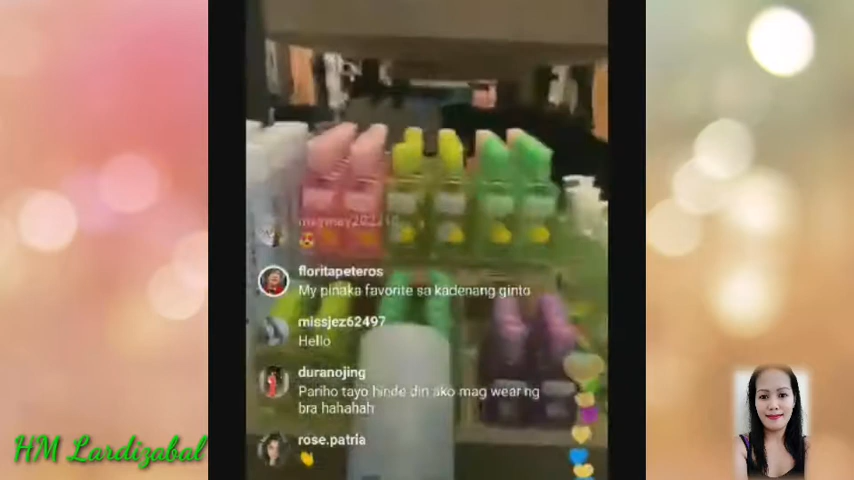 floritapeteros
My pinaka favorite sa kadenang ginto
missjez62497
Hello
duranojing
Pariho tayo hinde din ako mag wear ng
bra hahahah
rose.patria
HM Lardizabal